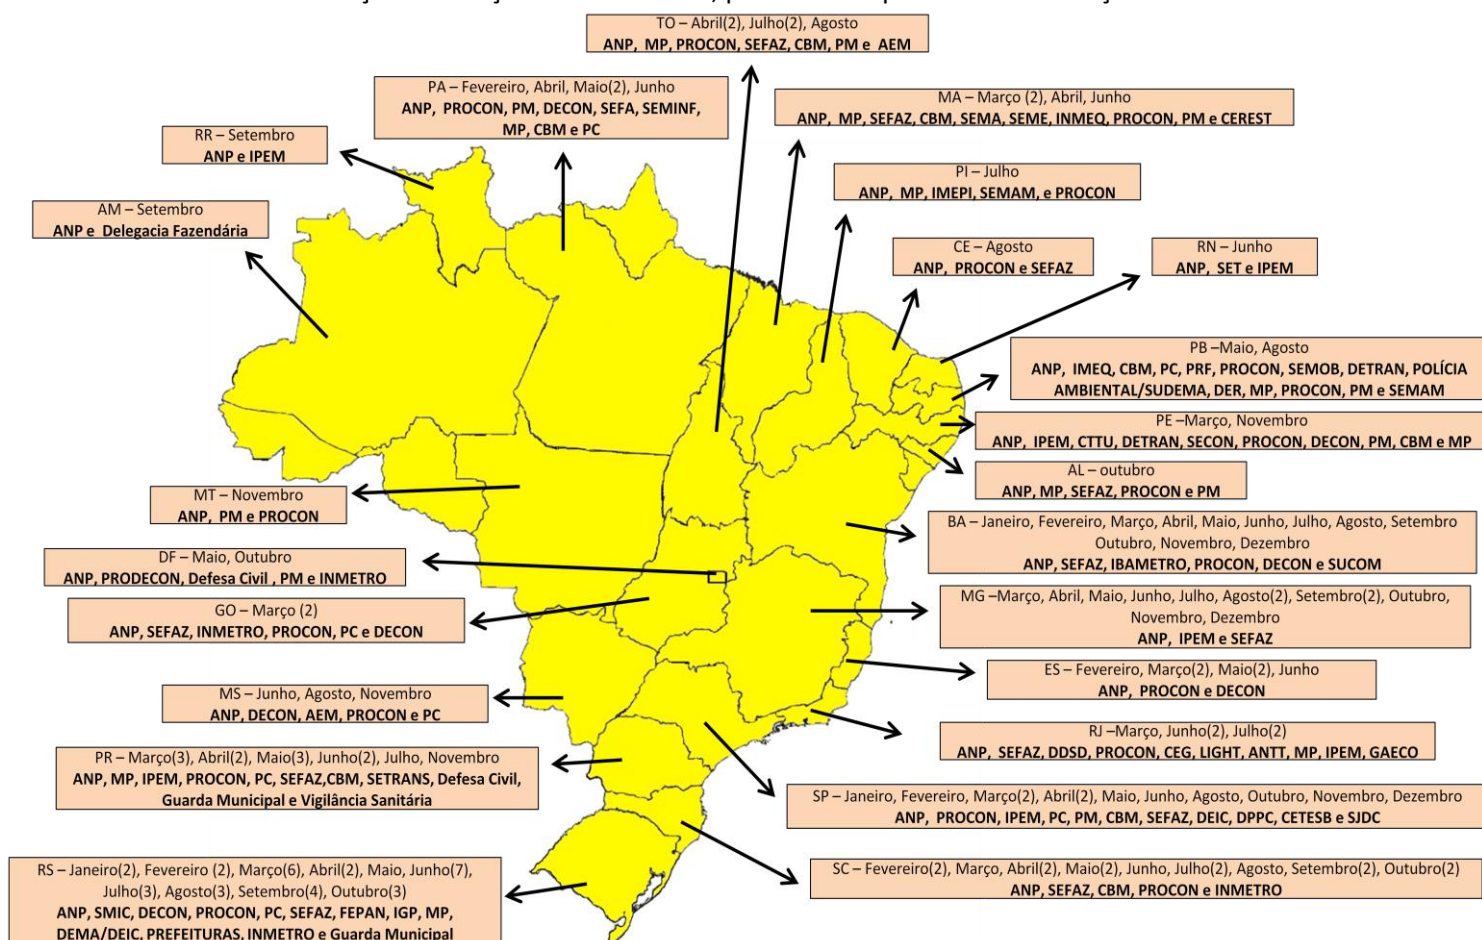 TO – Abril(2), Julho(2), Agosto
ANP, MP, PROCON, SEFAZ, CBM, PM e AEM
PA – Fevereiro, Abril, Maio(2), Junho
ANP, PROCON, PM, DECON, SEFA, SEMINF,
MP, CBM e PC
MA – Março (2), Abril, Junho
ANP, MP, SEFAZ, CBM, SEMA, SEME, INMEQ, PROCON, PM e CEREST
RR – Setembro
ANP e IPEM
PI – Julho
ANP, MP, IMEPI, SEMAM, e PROCON
AM – Setembro
ANP e Delegacia Fazendária
CE – Agosto
ANP, PROCON e SEFAZ
RN – Junho
ANP, SET e IPEM
PB –Maio, Agosto
ANP, IMEQ, CBM, PC, PRF, PROCON, SEMOB, DETRAN, POLÍCIA
AMBIENTAL/SUDEMA, DER, MP, PROCON, PM e SEMAM
PE –Março, Novembro
ANP, IPEM, CTTU, DETRAN, SECON, PROCON, DECON, PM, CBM e MP
AL – outubro
ANP, MP, SEFAZ, PROCON e PM
MT – Novembro
ANP, PM e PROCON
BA – Janeiro, Fevereiro, Março, Abril, Maio, Junho, Julho, Agosto, Setembro
Outubro, Novembro, Dezembro
ANP, SEFAZ, IBAMETRO, PROCON, DECON e SUCOM
DF – Maio, Outubro
ANP, PRODECON, Defesa Civil , PM e INMETRO
MG –Março, Abril, Maio, Junho, Julho, Agosto(2), Setembro(2), Outubro,
Novembro, Dezembro
ANP, IPEM e SEFAZ
GO – Março (2)
ANP, SEFAZ, INMETRO, PROCON, PC e DECON
ES – Fevereiro, Março(2), Maio(2), Junho
ANP, PROCON e DECON
MS – Junho, Agosto, Novembro
ANP, DECON, AEM, PROCON e PC
RJ –Março, Junho(2), Julho(2)
ANP, SEFAZ, DDSD, PROCON, CEG, LIGHT, ANTT, MP, IPEM, GAECO
PR – Março(3), Abril(2), Maio(3), Junho(2), Julho, Novembro
ANP, MP, IPEM, PROCON, PC, SEFAZ,CBM, SETRANS, Defesa Civil,
Guarda Municipal e Vigilância Sanitária
SP – Janeiro, Fevereiro, Março(2), Abril(2), Maio, Junho, Agosto, Outubro, Novembro, Dezembro
ANP, PROCON, IPEM, PC, PM, CBM, SEFAZ, DEIC, DPPC, CETESB e SJDC
SC – Fevereiro(2), Março, Abril(2), Maio(2), Junho, Julho(2), Agosto, Setembro(2), Outubro(2)
ANP, SEFAZ, CBM, PROCON e INMETRO
RS – Janeiro(2), Fevereiro (2), Março(6), Abril(2), Maio, Junho(7),
Julho(3), Agosto(3), Setembro(4), Outubro(3)
ANP, SMIC, DECON, PROCON, PC, SEFAZ, FEPAN, IGP, MP,
DEMA/DEIC, PREFEITURAS, INMETRO e Guarda Municipal